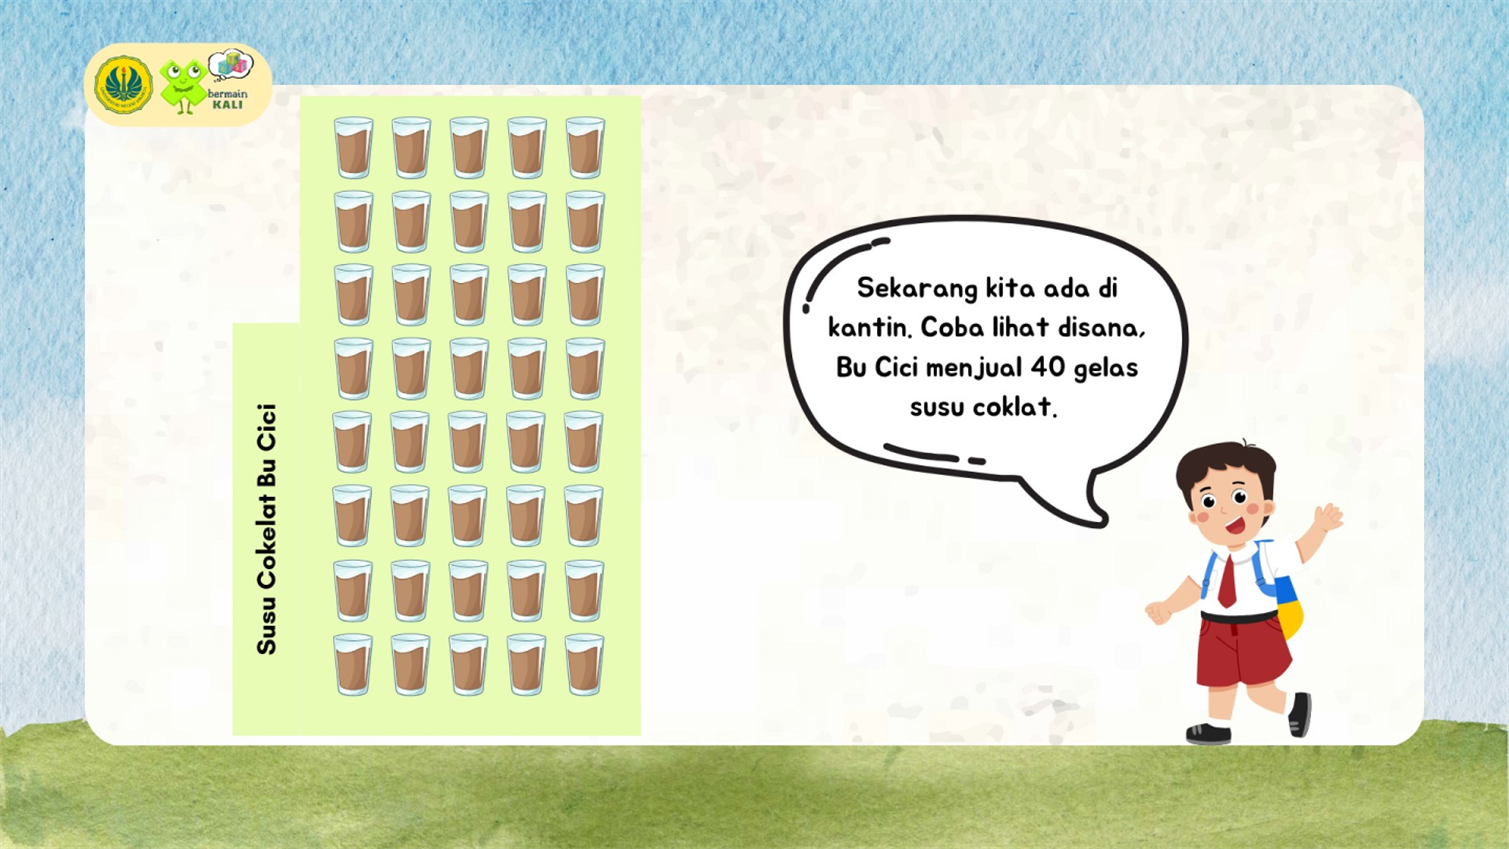 bermain
KALI
Susu Cokelat Bu Cici
Sekarang kita ada di
kantin. Coba lihat disana,
Bu Cici menjual 40 gelas
susu coklat.